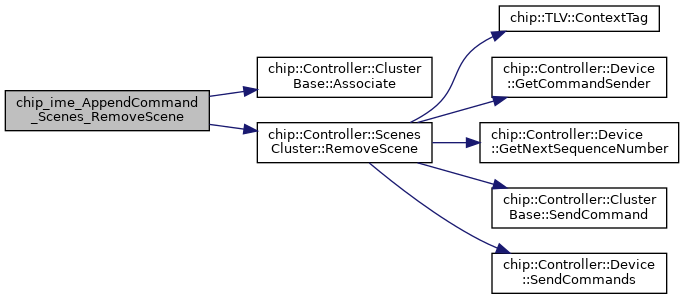 chip_ime_AppendCommand
_Scenes_RemoveScene
chip::Controller::Cluster
Base::Associate
chip::Controller::Scenes
Cluster::RemoveScene
chip::TLV::ContextTag
chip::Controller::Device
::GetCommandSender
chip::Controller::Device
::GetNextSequenceNumber
chip::Controller::Cluster
Base::SendCommand
chip::Controller::Device
::SendCommands